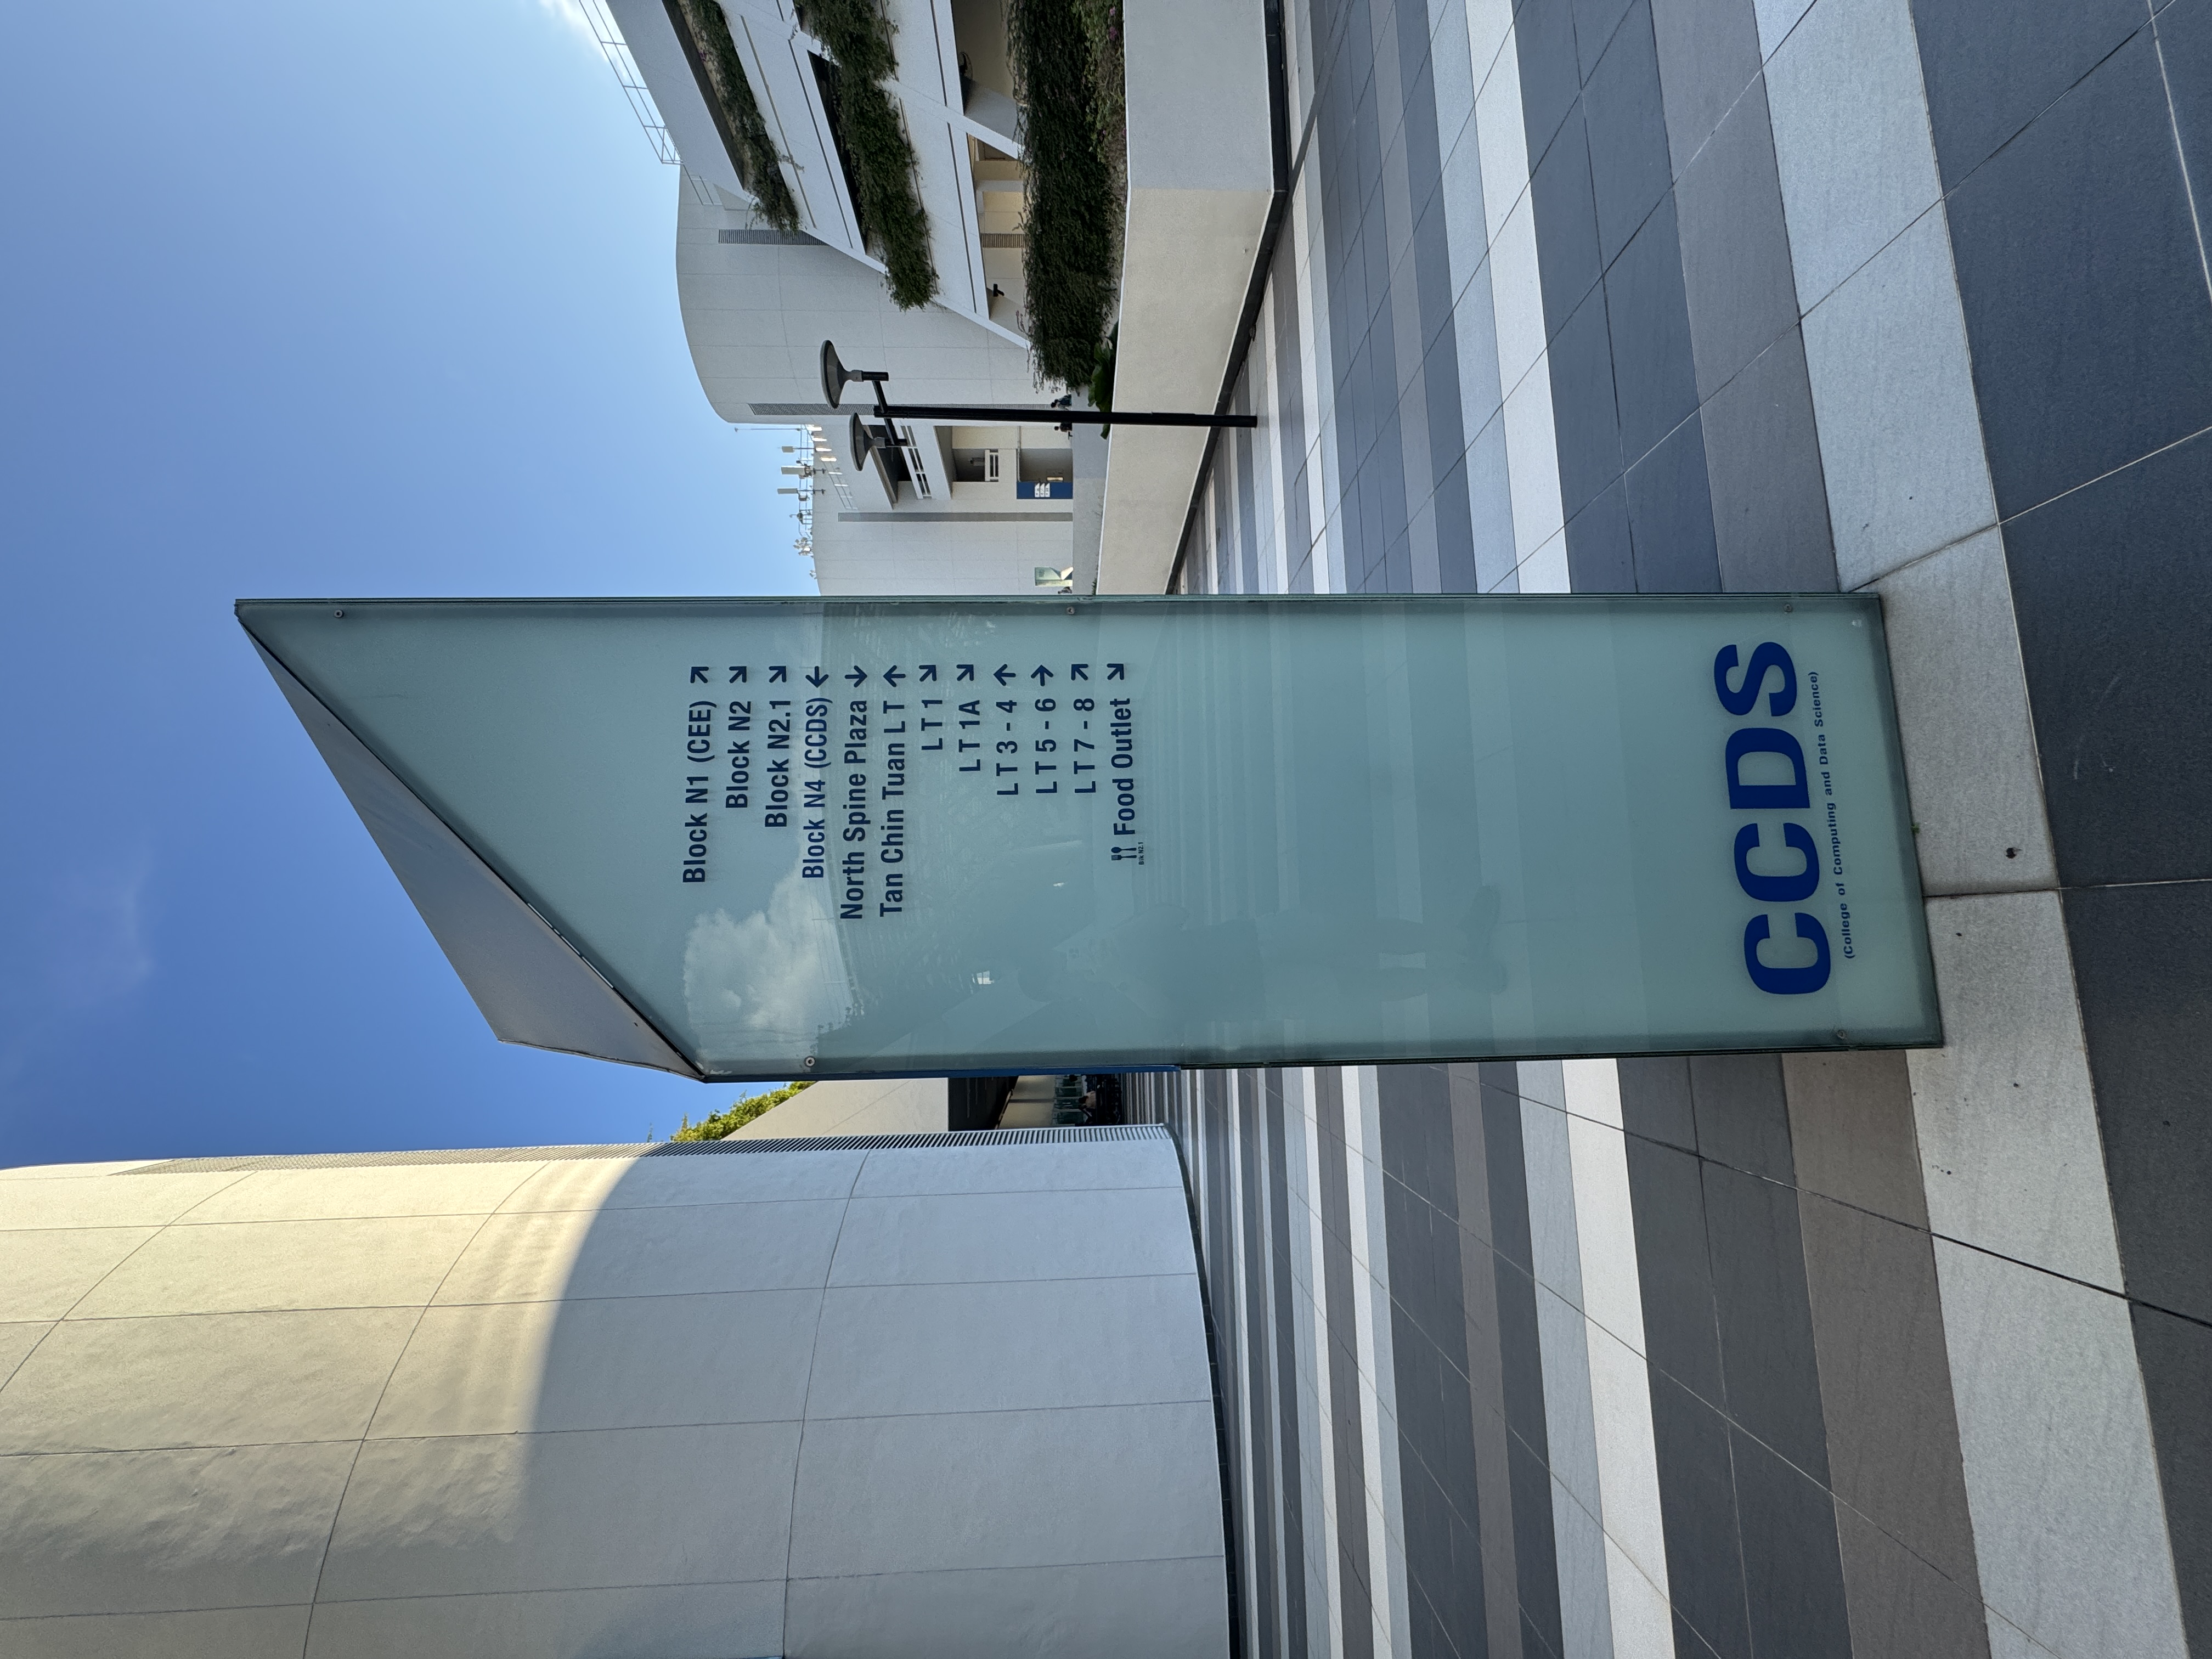 Block N1 (CEE) ↗
Block N2 ↘
Block N2.1 ↘
Block N4 (CCDS) ←
North Spine Plaza ↓
Tan Chin Tuan LT ↑
LT1 ↘
LT1A ↘
LT3 - 4 ↑
LT5 - 6 →
LT7 - 8 ↗
Food Outlet ↘
Blk N2.1
CCDS
(College of Computing and Data Science)